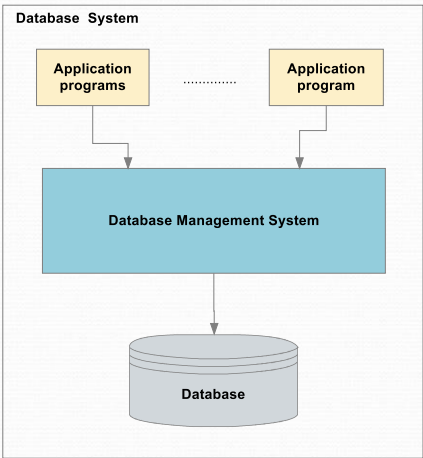 Database System
Application
programs
..............
Application
program
Database Management System
Database